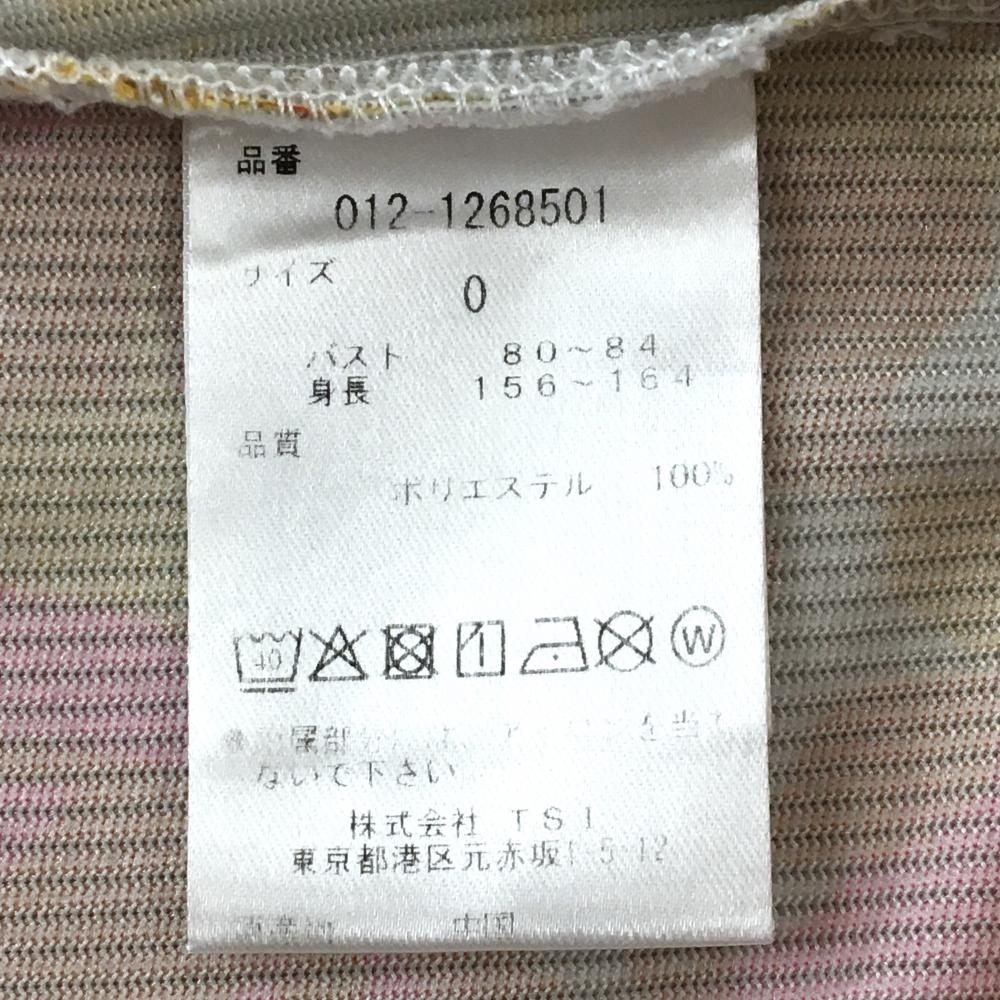 品番
012-1268501
サイズ
0
バスト 80～84
身長 156～164
品質
ポリエステル 100%
40
W
ないで下さい
株式会社 TSI
東京都港区元赤坂1-5-12
中国